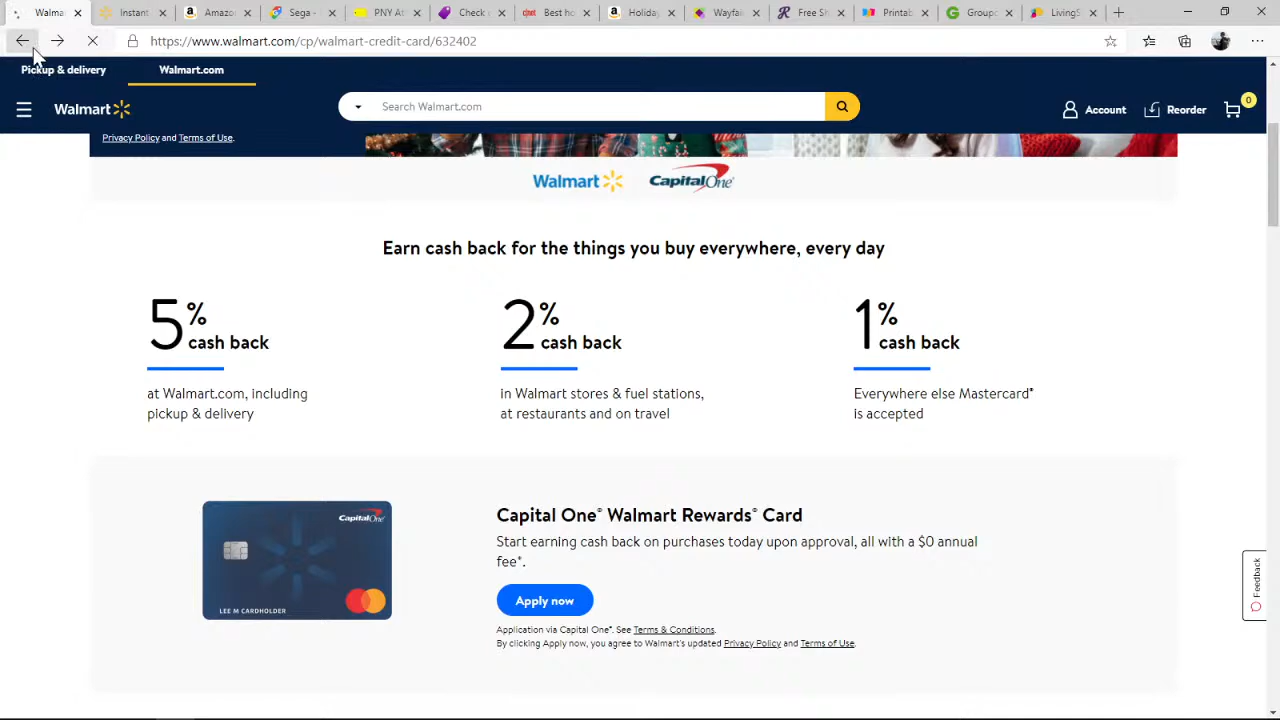 Walma
Instant
Amazo
Sega -
PNY At
Check
Best ho
Holiday
Wayfai
Free Sh
Printab
Groupo
LivingS
https://www.walmart.com/cp/walmart-credit-card/632402
Pickup & delivery
Walmart.com
Walmart
Search Walmart.com
Account
Reorder
0
Privacy Policy and Terms of Use.
Walmart
Capital One
Earn cash back for the things you buy everywhere, every day
5%
cash back
at Walmart.com, including
pickup & delivery
2%
cash back
in Walmart stores & fuel stations,
at restaurants and on travel
1%
cash back
Everywhere else Mastercard®
is accepted
Capital One
LEE M CARDHOLDER
Capital One® Walmart Rewards® Card
Start earning cash back on purchases today upon approval, all with a $0 annual
fee*.
Apply now
Application via Capital One®. See Terms & Conditions.
By clicking Apply now, you agree to Walmart's updated Privacy Policy and Terms of Use.
Feedback